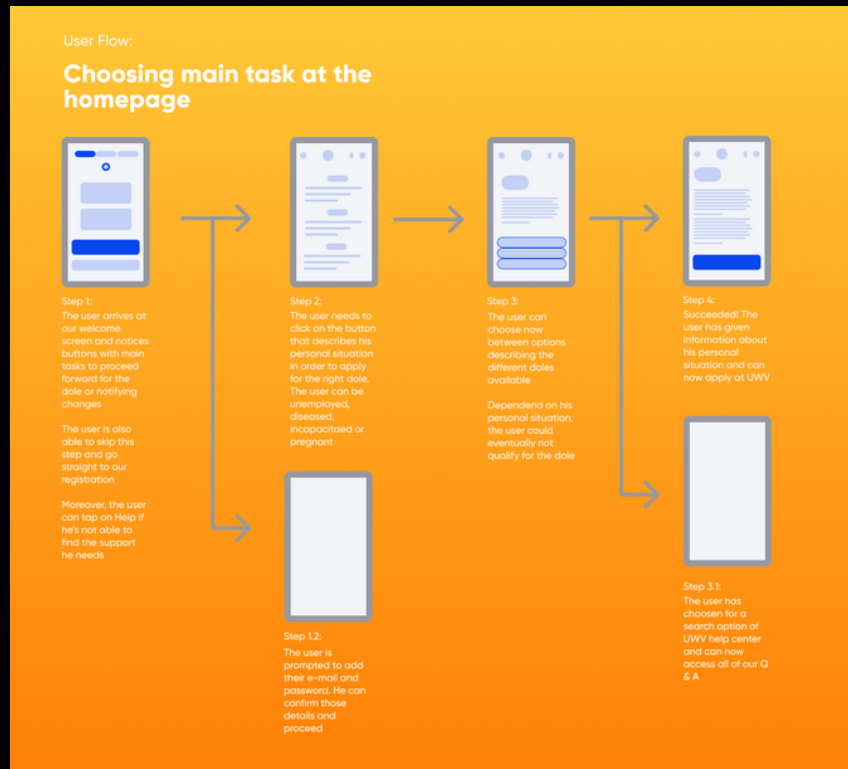 User Flow:
Choosing main task at the
homepage
Step 1:
The user arrives at
our welcome
screen and notices
buttons with main
tasks to proceed
forward for the
dole or notifying
changes
The user is also
able to skip this
step and go
straight to our
registration
Moreover, the user
can tap on Help if
he's not able to
find the support
he needs
Step 2:
The user needs to
click on the button
that describes his
personal situation
in order to apply
for the right dole.
The user can be
unemployed,
diseased,
incapacitaed or
pregnant
Step 1.2:
The user is
prompted to add
their e-mail and
password. He can
confirm those
details and
proceed
Step 3:
The user can
choose now
between options
describing the
different doles
available
Dependend on his
personal situation,
the user could
eventually not
qualify for the dole
Step 4:
Succeeded! The
user has given
information about
his personal
situation and can
now apply at UWV
Step 3.1:
The user has
choosen for a
search option of
UWV help center
and can now
access all of our Q
& A